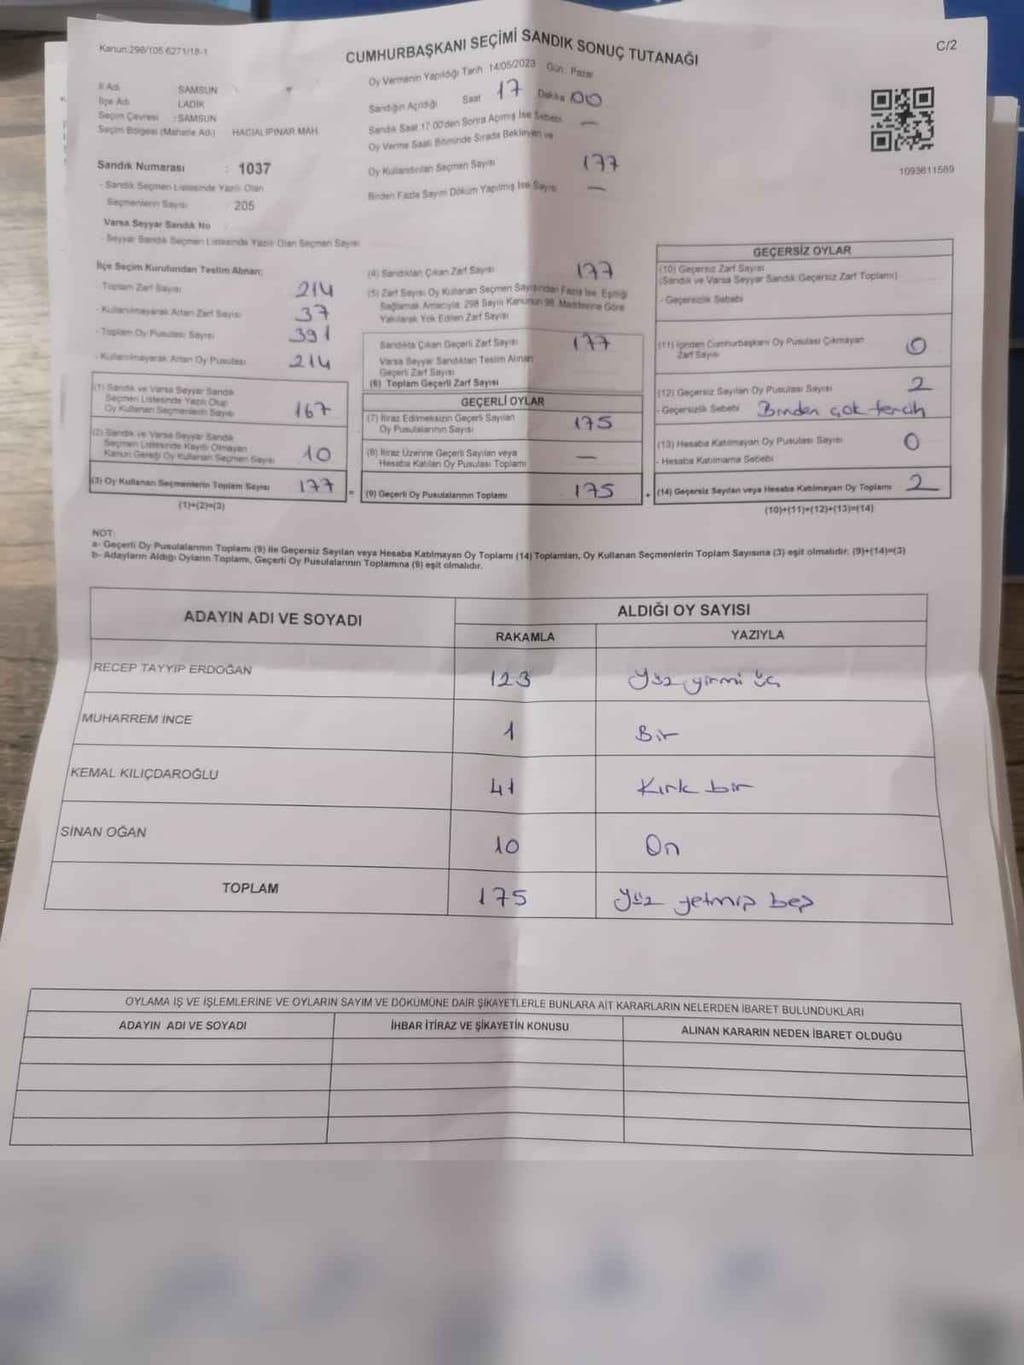 Kanun:298/105 6271/18-1
CUMHURBAŞKANI SEÇİMİ SANDIK SONUÇ TUTANAĞI
C/2
İl Adı SAMSUN
İlçe Adı LADİK
Seçim Çevresi : SAMSUN
Seçim Bölgesi (Mahalle Adı) HACIALIPINAR MAH.
Sandık Numarası : 1037
- Sandık Seçmen Listesinde Yazılı Olan
Seçmenlerin Sayısı 205
Varsa Seyyar Sandık No
- Seyyar Sandık Seçmen Listesinde Yazılı Olan Seçmen Sayısı
Oy Vermenin Yapıldığı Tarih 14/05/2023 Gün: Pazar
Sandığın Açıldığı Saat 17 Dakika 00
Sandık Saat 17:00'den Sonra Açılmış İse Sebebi —
Oy Verme Saati Bitiminde Sırada Bekleyen ve
Oy Kullandırılan Seçmen Sayısı 177
Birden Fazla Sayım Döküm Yapılmış İse Sayısı —
1093611589
İlçe Seçim Kurulundan Teslim Alınan;
Toplam Zarf Sayısı 214
- Kullanılmayarak Artan Zarf Sayısı 37
- Toplam Oy Pusulası Sayısı 391
- Kullanılmayarak Artan Oy Pusulası 214
(1) Sandık ve Varsa Seyyar Sandık
Seçmen Listesinde Yazılı Olup
Oy Kullanan Seçmenlerin Sayısı 167
(2) Sandık ve Varsa Seyyar Sandık
Seçmen Listesinde Kayıtlı Olmayan
Kanun Gereği Oy Kullanan Seçmen Sayısı 10
(3) Oy Kullanan Seçmenlerin Toplam Sayısı 177
(1)+(2)=(3)
(4) Sandıktan Çıkan Zarf Sayısı 177
(5) Zarf Sayısı Oy Kullanan Seçmen Sayısından Fazla İse, Eşitliği
Sağlamak Amacıyla 298 Sayılı Kanunun 98. Maddesine Göre
Yakılarak Yok Edilen Zarf Sayısı
Sandıkta Çıkan Geçerli Zarf Sayısı 177
Varsa Seyyar Sandıktan Teslim Alınan
Geçerli Zarf Sayısı
(6) Toplam Geçerli Zarf Sayısı
GEÇERLİ OYLAR
(7) İtiraz Edilmeksizin Geçerli Sayılan
Oy Pusulalarının Sayısı 175
(8) İtiraz Üzerine Geçerli Sayılan veya
Hesaba Katılan Oy Pusulası Toplamı —
= (9) Geçerli Oy Pusulalarının Toplamı 175
GEÇERSİZ OYLAR
(10) Geçersiz Zarf Sayısı
(Sandık ve Varsa Seyyar Sandık Geçersiz Zarf Toplamı)
- Geçersizlik Sebebi
(11) İçinden Cumhurbaşkanı Oy Pusulası Çıkmayan
Zarf Sayısı 0
(12) Geçersiz Sayılan Oy Pusulası Sayısı 2
- Geçersizlik Sebebi Birden çok tercih
(13) Hesaba Katılmayan Oy Pusulası Sayısı 0
- Hesaba Katılmama Sebebi
+ (14) Geçersiz Sayılan veya Hesaba Katılmayan Oy Toplamı 2
(10)+(11)+(12)+(13)=(14)
NOT:
a- Geçerli Oy Pusulalarının Toplamı (9) ile Geçersiz Sayılan veya Hesaba Katılmayan Oy Toplamı (14) Toplamları, Oy Kullanan Seçmenlerin Toplam Sayısına (3) eşit olmalıdır. (9)+(14)=(3)
b- Adayların Aldığı Oyların Toplamı, Geçerli Oy Pusulalarının Toplamına (9) eşit olmalıdır.
ADAYIN ADI VE SOYADI ALDIĞI OY SAYISI
RAKAMLA YAZIYLA
RECEP TAYYİP ERDOĞAN 123 Yüz yirmi üç
MUHARREM İNCE 1 Bir
KEMAL KILIÇDAROĞLU 41 Kırk bir
SİNAN OĞAN 10 On
TOPLAM 175 Yüz yetmiş beş
OYLAMA İŞ VE İŞLEMLERİNE VE OYLARIN SAYIM VE DÖKÜMÜNE DAİR ŞİKAYETLERLE BUNLARA AİT KARARLARIN NELERDEN İBARET BULUNDUKLARI
ADAYIN ADI VE SOYADI İHBAR İTİRAZ VE ŞİKAYETİN KONUSU ALINAN KARARIN NEDEN İBARET OLDUĞU